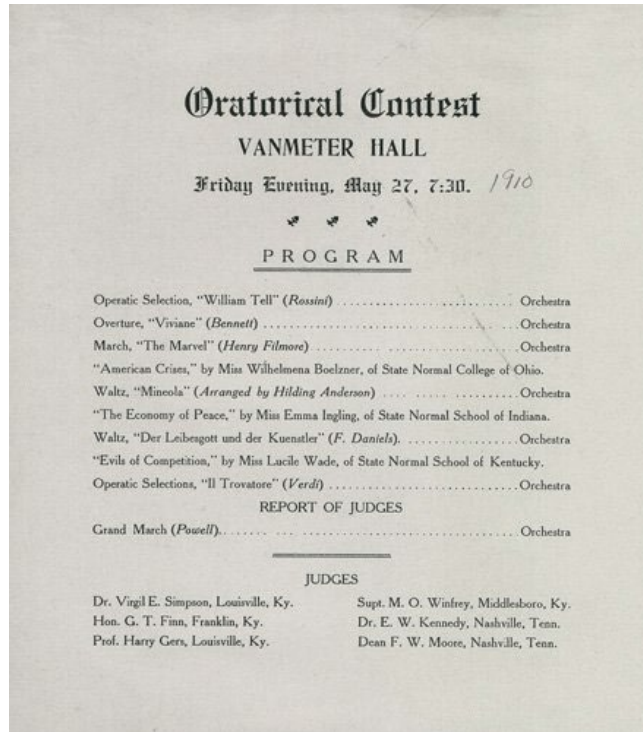 Oratorical Contest
VANMETER HALL
Friday Evening, May 27, 7:30. 1910
PROGRAM
Operatic Selection, "William Tell" (Rossini) ........................................ Orchestra
Overture, "Viviane" (Bennett) ........................................ Orchestra
March, "The Marvel" (Henry Filmore) ........................................ Orchestra
"American Crises," by Miss Wilhelmena Boelzner, of State Normal College of Ohio.
Waltz, "Mineola" (Arranged by Hilding Anderson) .... ........................ Orchestra
"The Economy of Peace," by Miss Emma Ingling, of State Normal School of Indiana.
Waltz, "Der Leibesgott und der Kuenstler" (F. Daniels). ........................ Orchestra
"Evils of Competition," by Miss Lucile Wade, of State Normal School of Kentucky.
Operatic Selections, "Il Trovatore" (Verdi) ........................................ Orchestra
REPORT OF JUDGES
Grand March (Powell).. ........ ... ........................................ Orchestra
JUDGES
Dr. Virgil E. Simpson, Louisville, Ky. Supt. M. O. Winfrey, Middlesboro, Ky.
Hon. G. T. Finn, Franklin, Ky. Dr. E. W. Kennedy, Nashville, Tenn.
Prof. Harry Gers, Louisville, Ky. Dean F. W. Moore, Nashville, Tenn.